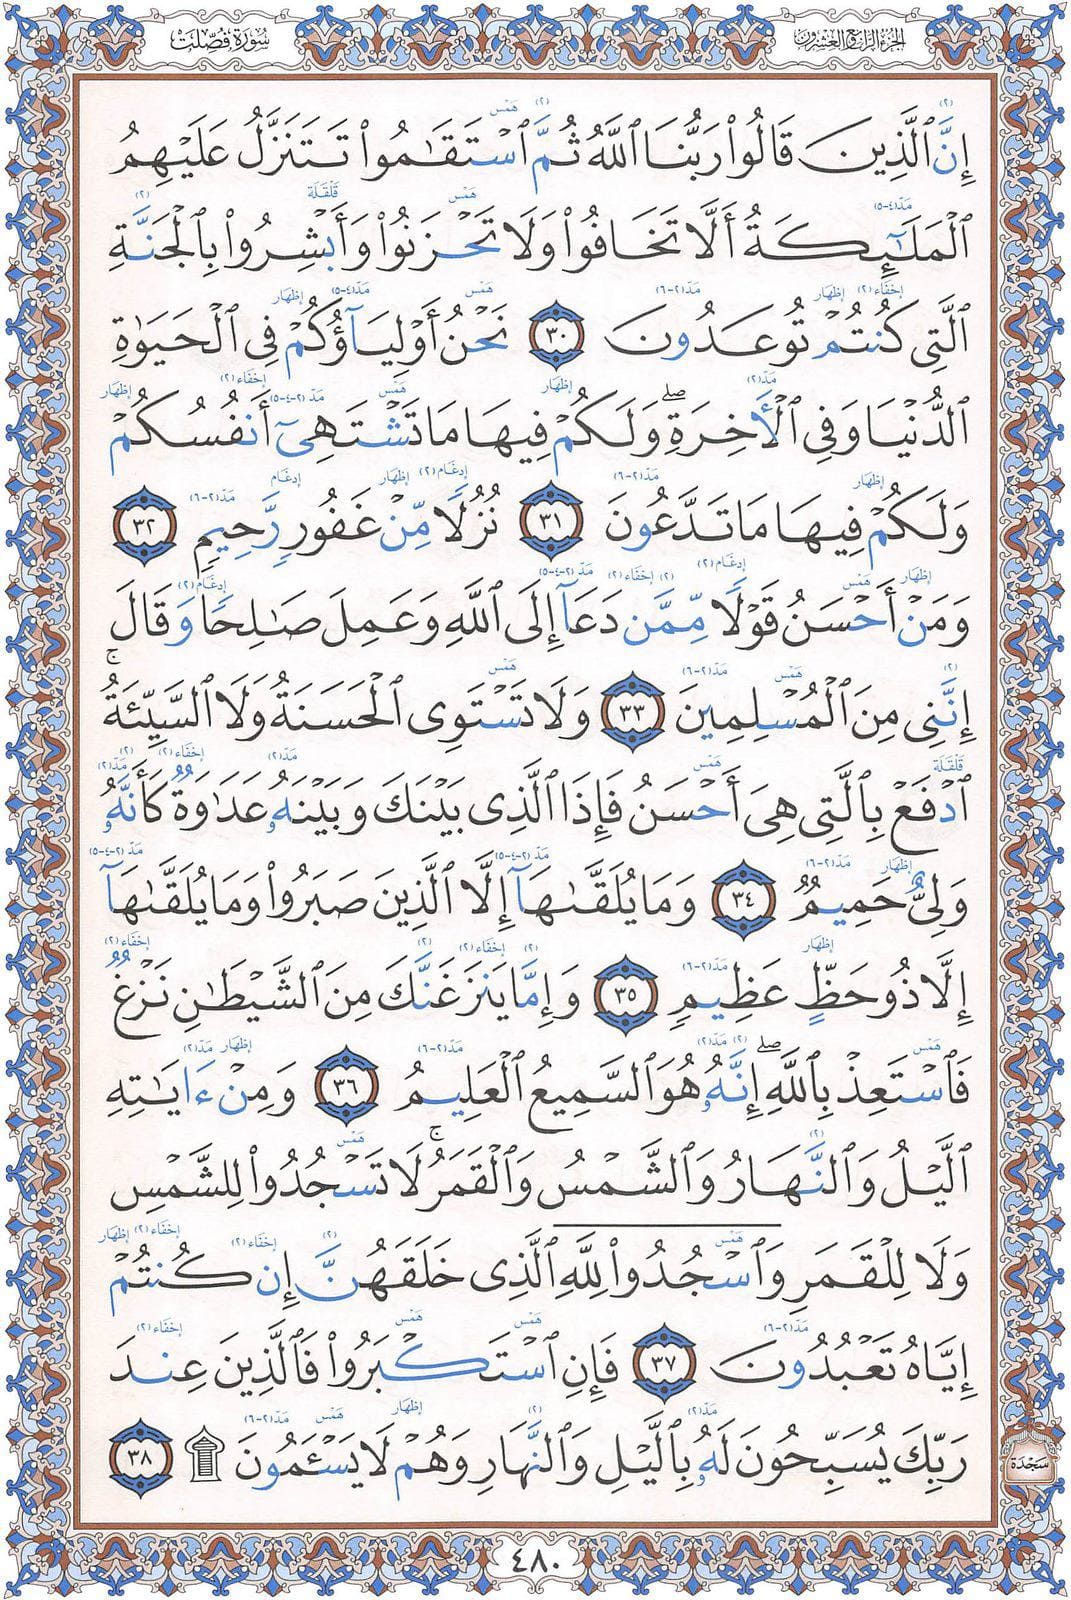 سورة فصلت
الجزء الرابع والعشرون
إِنَّ ٱلَّذِينَ قَالُوا۟ رَبُّنَا ٱللَّهُ ثُمَّ ٱسْتَقَـٰمُوا۟ تَتَنَزَّلُ عَلَيْهِمُ
ٱلْمَلَـٰٓئِكَةُ أَلَّا تَخَافُوا۟ وَلَا تَحْزَنُوا۟ وَأَبْشِرُوا۟ بِٱلْجَنَّةِ
ٱلَّتِى كُنتُمْ تُوعَدُونَ ٣٠ نَحْنُ أَوْلِيَآؤُكُمْ فِى ٱلْحَيَوٰةِ
ٱلدُّنْيَا وَفِى ٱلْـَٔاخِرَةِ ۖ وَلَكُمْ فِيهَا مَا تَشْتَهِىٓ أَنفُسُكُمْ
وَلَكُمْ فِيهَا مَا تَدَّعُونَ ٣١ نُزُلًا مِّنْ غَفُورٍ رَّحِيمٍ ٣٢
وَمَنْ أَحْسَنُ قَوْلًا مِّمَّن دَعَآ إِلَى ٱللَّهِ وَعَمِلَ صَـٰلِحًا وَقَالَ
إِنَّنِى مِنَ ٱلْمُسْلِمِينَ ٣٣ وَلَا تَسْتَوِى ٱلْحَسَنَةُ وَلَا ٱلسَّيِّئَةُ ۚ
ٱدْفَعْ بِٱلَّتِى هِىَ أَحْسَنُ فَإِذَا ٱلَّذِى بَيْنَكَ وَبَيْنَهُۥ عَدَٰوَةٌ كَأَنَّهُۥ
وَلِىٌّ حَمِيمٌ ٣٤ وَمَا يُلَقَّىٰهَآ إِلَّا ٱلَّذِينَ صَبَرُوا۟ وَمَا يُلَقَّىٰهَآ
إِلَّا ذُو حَظٍّ عَظِيمٍ ٣٥ وَإِمَّا يَنزَغَنَّكَ مِنَ ٱلشَّيْطَـٰنِ نَزْغٌ
فَٱسْتَعِذْ بِٱللَّهِ ۖ إِنَّهُۥ هُوَ ٱلسَّمِيعُ ٱلْعَلِيمُ ٣٦ وَمِنْ ءَايَـٰتِهِ
ٱلَّيْلُ وَٱلنَّهَارُ وَٱلشَّمْسُ وَٱلْقَمَرُ ۚ لَا تَسْجُدُوا۟ لِلشَّمْسِ
وَلَا لِلْقَمَرِ وَٱسْجُدُوا۟ لِلَّهِ ٱلَّذِى خَلَقَهُنَّ إِن كُنتُمْ
إِيَّاهُ تَعْبُدُونَ ٣٧ فَإِنِ ٱسْتَكْبَرُوا۟ فَٱلَّذِينَ عِندَ
رَبِّكَ يُسَبِّحُونَ لَهُۥ بِٱلَّيْلِ وَٱلنَّهَارِ وَهُمْ لَا يَسْـَٔمُونَ ۩ ٣٨
سجدة
٤٨٠